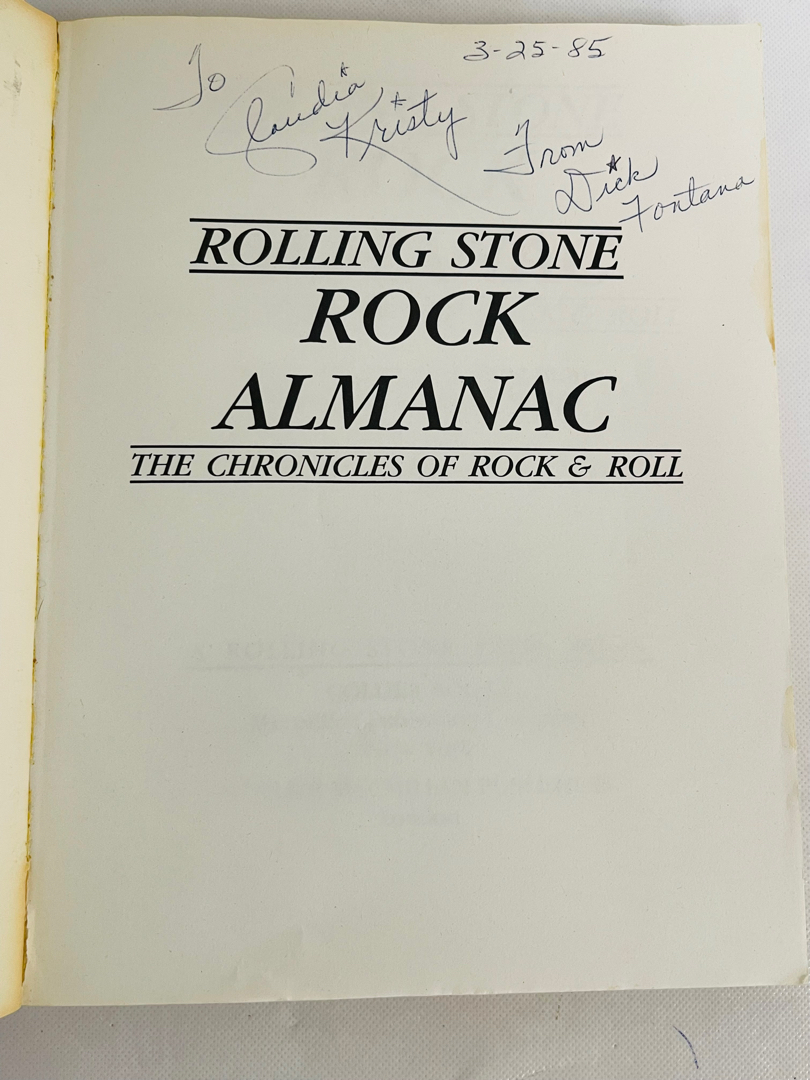 3-25-85
To
Claudia
Kristy
From
Dick
Fontana
ROLLING STONE
ROCK
ALMANAC
THE CHRONICLES OF ROCK & ROLL